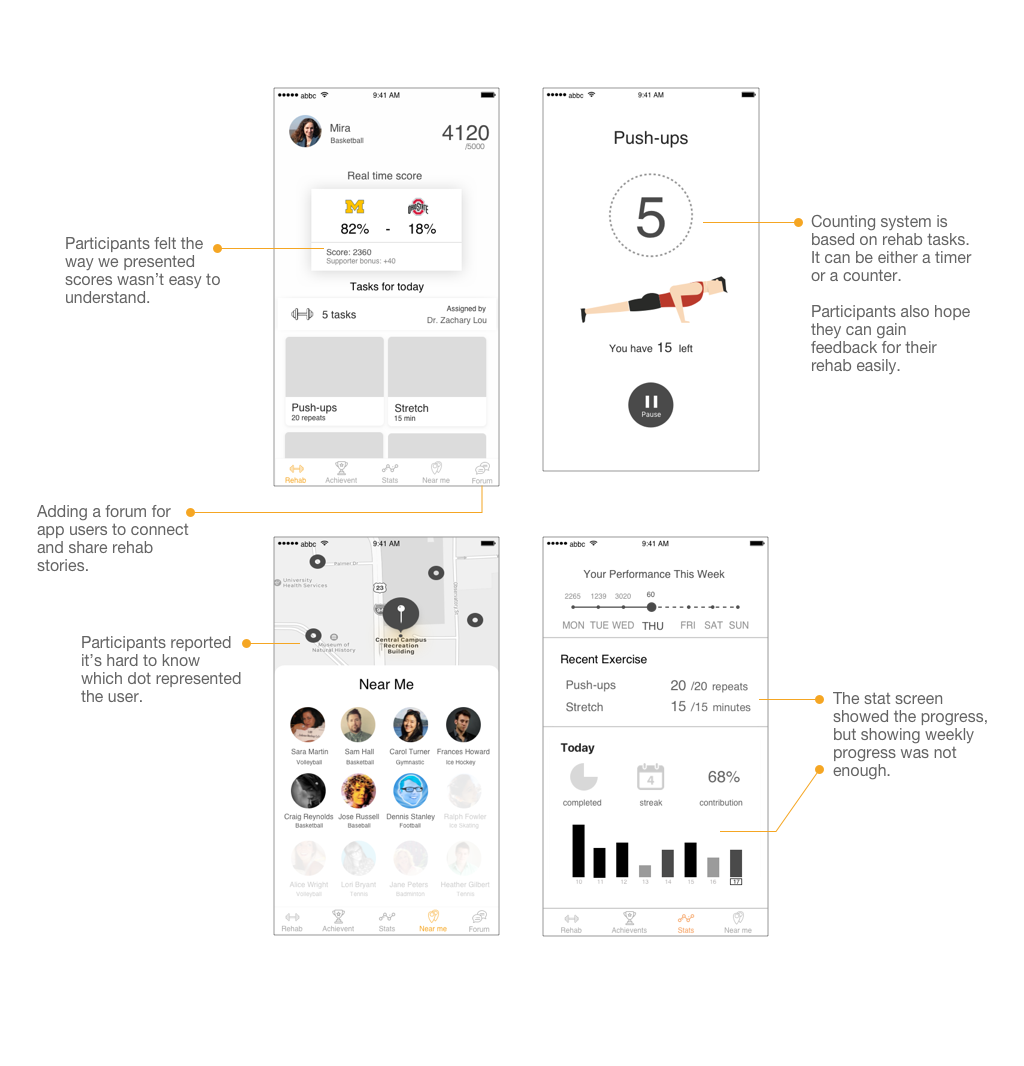 abbc 9:41 AM
Mira
Basketball
4120
/5000
Real time score
M OHIO STATE
82% - 18%
Score: 2360
Supporter bonus: +40
Tasks for today
5 tasks
Assigned by
Dr. Zachary Lou
Push-ups
20 repeats
Stretch
15 min
Rehab Achievent Stats Near me Forum
Participants felt the
way we presented
scores wasn't easy to
understand.
abbc 9:41 AM
Push-ups
5
You have 15 left
Pause
Counting system is
based on rehab tasks.
It can be either a timer
or a counter.
Participants also hope
they can gain
feedback for their
rehab easily.
Adding a forum for
app users to connect
and share rehab
stories.
abbc 9:41 AM
Palmer Dr
University
Health Services
23
Observatory St
Central Campus
Recreation
Building
Museum of
Natural History
Near Me
Sara Martin Sam Hall Carol Turner Frances Howard
Volleyball Basketball Gymnastic Ice Hockey
Craig Reynolds Jose Russell Dennis Stanley Ralph Fowler
Basketball Baseball Football Ice Skating
Alice Wright Lori Bryant Jane Peters Heather Gilbert
Volleyball Tennis Badminton Tennis
Rehab Achievent Stats Near me Forum
Participants reported
it's hard to know
which dot represented
the user.
abbc 9:41 AM
Your Performance This Week
2265 1239 3020 60
MON TUE WED THU FRI SAT SUN
Recent Exercise
Push-ups 20 /20 repeats
Stretch 15 /15 minutes
Today
4
68%
completed streak contribution
10 11 12 13 14 15 16 17
Rehab Achievents Stats Near me
The stat screen
showed the progress,
but showing weekly
progress was not
enough.